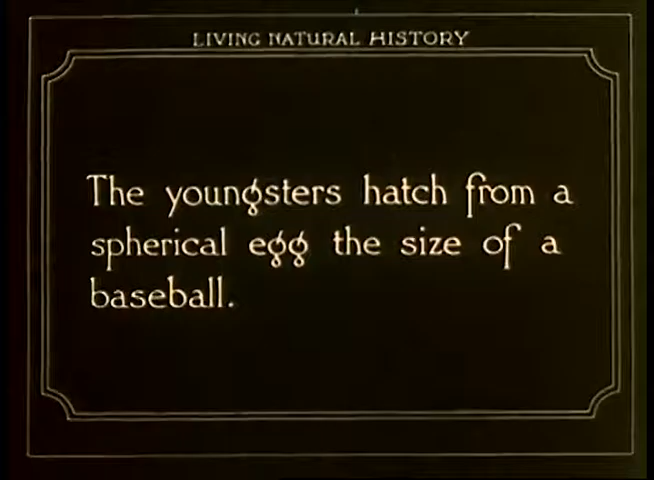 LIVING NATURAL HISTORY
The youngsters hatch from a
spherical egg the size of a
baseball.